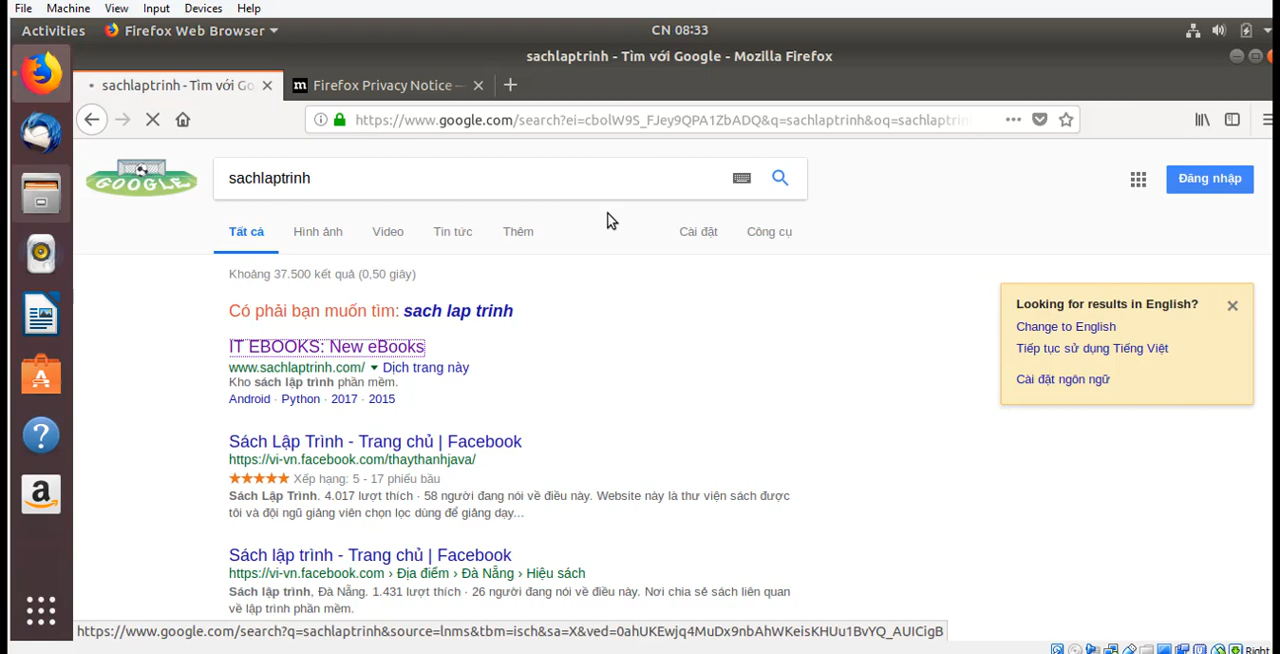 File Machine View Input Devices Help
Activities Firefox Web Browser CN 08:33
sachlaptrinh - Tìm với Google - Mozilla Firefox
sachlaptrinh - Tìm với Go m Firefox Privacy Notice —
https://www.google.com/search?ei=cbolW9S_FJey9QPA1ZbADQ&q=sachlaptrinh&oq=sachlaptrin
GOOGLE sachlaptrinh Đăng nhập
Tất cả Hình ảnh Video Tin tức Thêm Cài đặt Công cụ
Khoảng 37.500 kết quả (0,50 giây)
Có phải bạn muốn tìm: sach lap trinh
IT EBOOKS: New eBooks
www.sachlaptrinh.com/ Dịch trang này
Kho sách lập trình phần mềm.
Android · Python · 2017 · 2015
Sách Lập Trình - Trang chủ | Facebook
https://vi-vn.facebook.com/thaythanhjava/
Xếp hạng: 5 - 17 phiếu bầu
Sách Lập Trình. 4.017 lượt thích · 58 người đang nói về điều này. Website này là thư viện sách được
tôi và đội ngũ giảng viên chọn lọc dùng để giảng dạy...
Sách lập trình - Trang chủ | Facebook
https://vi-vn.facebook.com › Địa điểm › Đà Nẵng › Hiệu sách
Sách lập trình, Đà Nẵng. 1.431 lượt thích · 26 người đang nói về điều này. Nơi chia sẻ sách liên quan
về lập trình phần mềm.
Looking for results in English?
Change to English
Tiếp tục sử dụng Tiếng Việt
Cài đặt ngôn ngữ
https://www.google.com/search?q=sachlaptrinh&source=lnms&tbm=isch&sa=X&ved=0ahUKEwjq4MuDx9nbAhWKeisKHUu1BvYQ_AUICigB
Right